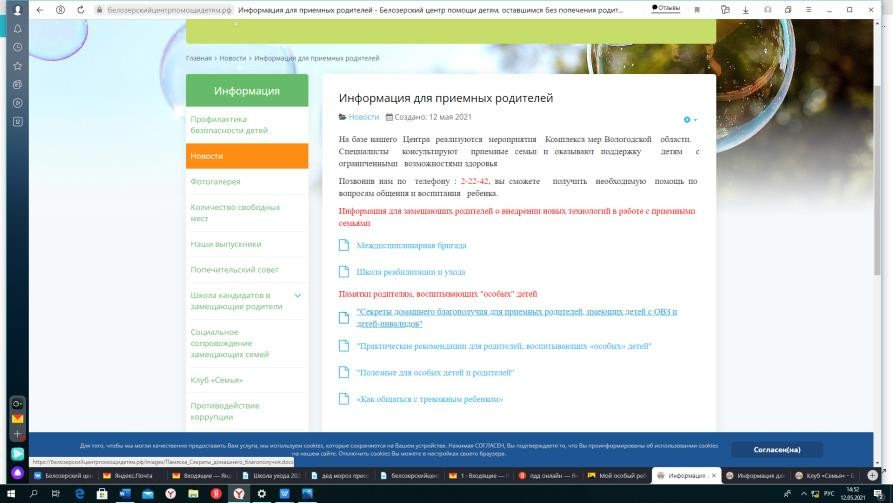 белозерскийцентрпомощидетям.рф Информация для приемных родителей - Белозерский центр помощи детям, оставшимся без попечения родит... Отзывы
Главная › Новости › Информация для приемных родителей
Информация
Профилактика
безопасности детей
Новости
Фотогалерея
Количество свободных
мест
Наши выпускники
Попечительский совет
Школа кандидатов в
замещающие родители
Социальное
сопровождение
замещающих семей
Клуб «Семья»
Противодействие
коррупции
Информация для приемных родителей
Новости Создано: 12 мая 2021
На базе нашего Центра реализуются мероприятия Комплекса мер Вологодской области.
Специалисты консультируют приемные семьи и оказывают поддержку детям с
ограниченными возможностями здоровья
Позвонив нам по телефону : 2-22-42, вы сможете получить необходимую помощь по
вопросам общения и воспитания ребенка.
Информация для замещающих родителей о внедрении новых технологий в работе с приемными
семьями
Междисциплинарная бригада
Школа реабилитации и ухода
Памятки родителям, воспитывающих "особых" детей
"Секреты домашнего благополучия для приемных родителей, имеющих детей с ОВЗ и
детей-инвалидов"
"Практические рекомендации для родителей, воспитывающих «особых» детей"
"Полезные для особых детей и родителей"
«Как общаться с тревожным ребенком»
Для того, чтобы мы могли качественно предоставить Вам услуги, мы используем cookies, которые сохраняются на Вашем устройстве. Нажимая СОГЛАСЕН, Вы подтверждаете то, что Вы проинформированы об использовании cookies
на нашем сайте. Отключить cookies Вы можете в настройках своего браузера.
Согласен(на)
https://белозерскийцентрпомощидетям.рф/images/Памятка_Секреты_домашнего_благополучия.docx
Белозерский цен Яндекс.Почта Входящие — Ян Школа ухода 202 дед мороз прес белозерскийцент 1 · Входящие — пдд онлайн — Я Мой особый реб Информация Информация дл Клуб «Семья» - Б
РУС
14:52
12.05.2021